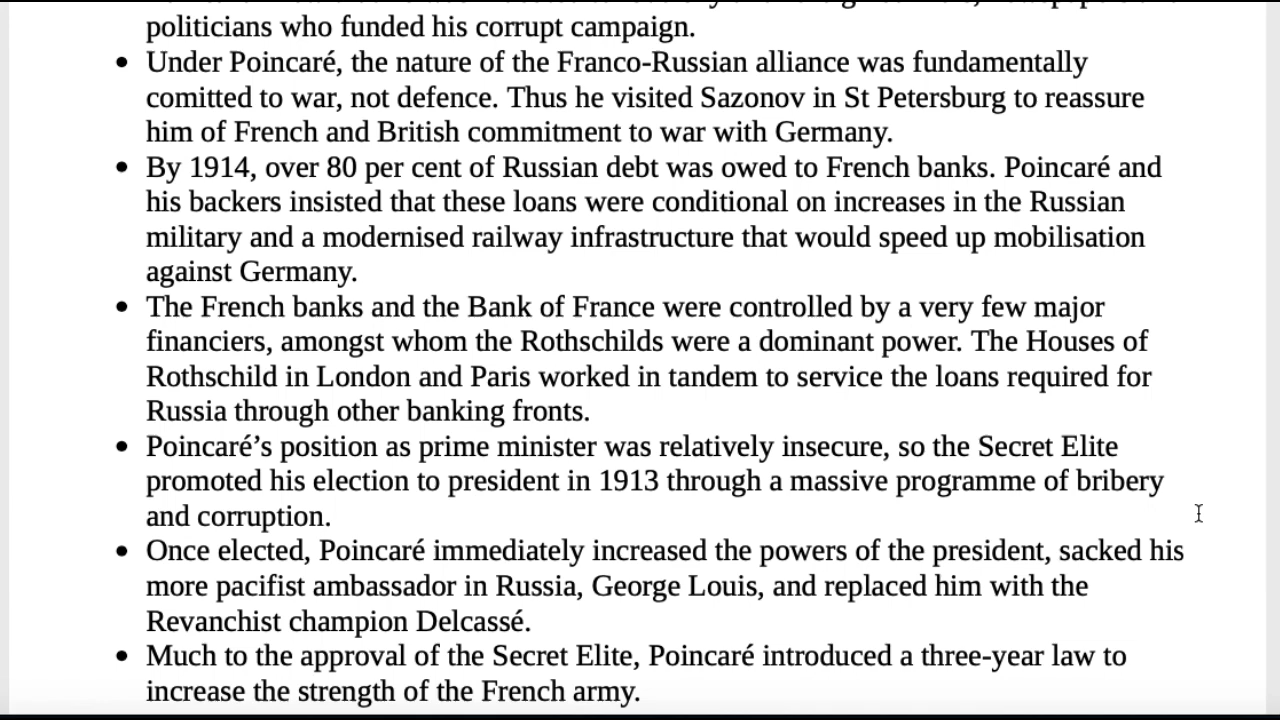 politicians who funded his corrupt campaign.
• Under Poincaré, the nature of the Franco-Russian alliance was fundamentally
comitted to war, not defence. Thus he visited Sazonov in St Petersburg to reassure
him of French and British commitment to war with Germany.
• By 1914, over 80 per cent of Russian debt was owed to French banks. Poincaré and
his backers insisted that these loans were conditional on increases in the Russian
military and a modernised railway infrastructure that would speed up mobilisation
against Germany.
• The French banks and the Bank of France were controlled by a very few major
financiers, amongst whom the Rothschilds were a dominant power. The Houses of
Rothschild in London and Paris worked in tandem to service the loans required for
Russia through other banking fronts.
• Poincaré’s position as prime minister was relatively insecure, so the Secret Elite
promoted his election to president in 1913 through a massive programme of bribery
and corruption.
• Once elected, Poincaré immediately increased the powers of the president, sacked his
more pacifist ambassador in Russia, George Louis, and replaced him with the
Revanchist champion Delcassé.
• Much to the approval of the Secret Elite, Poincaré introduced a three-year law to
increase the strength of the French army.